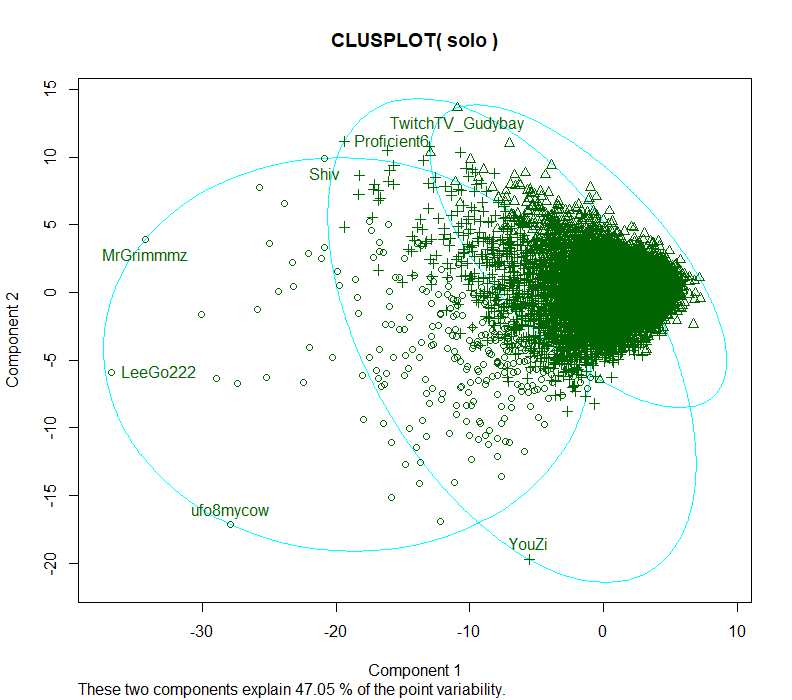 CLUSPLOT( solo )
15
10
5
0
-5
-10
-15
-20
Component 2
TwitchTV_Gudybay
Proficient6
Shiv
MrGrimmmz
LeeGo222
ufo8mycow
YouZi
-30
-20
-10
0
10
Component 1
These two components explain 47.05 % of the point variability.